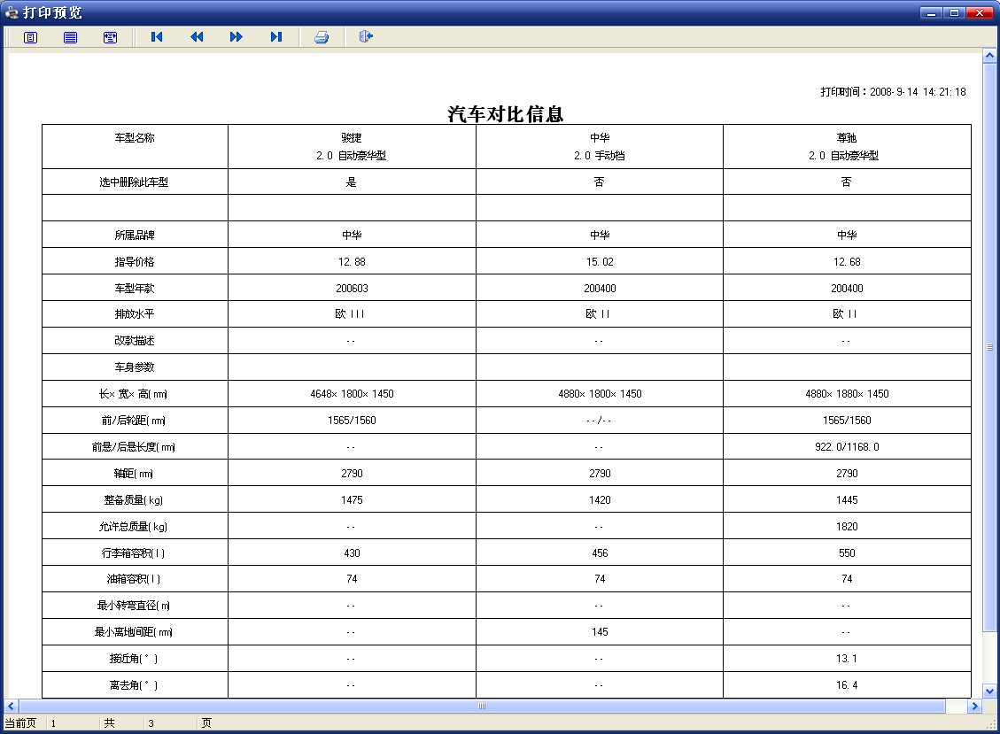 打印预览
打印时间：2008-9-14 14:21:18
汽车对比信息
车型名称 骏捷 中华 尊驰
2.0 自动豪华型 2.0 手动档 2.0 自动豪华型
选中删除此车型 是 否 否
所属品牌 中华 中华 中华
指导价格 12.88 15.02 12.68
车型年款 200603 200400 200400
排放水平 欧 III 欧 II 欧 II
改款描述 -- -- --
车身参数
长×宽×高(mm) 4648×1800×1450 4880×1800×1450 4880×1880×1450
前/后轮距(mm) 1565/1560 --/-- 1565/1560
前悬/后悬长度(mm) -- -- 922.0/1168.0
轴距(mm) 2790 2790 2790
整备质量(kg) 1475 1420 1445
允许总质量(kg) -- -- 1820
行李箱容积(l) 430 456 550
油箱容积(l) 74 74 74
最小转弯直径(m) -- -- --
最小离地间距(mm) -- 145 --
接近角(°) -- -- 13.1
离去角(°) -- -- 16.4
当前页 1 共 3 页